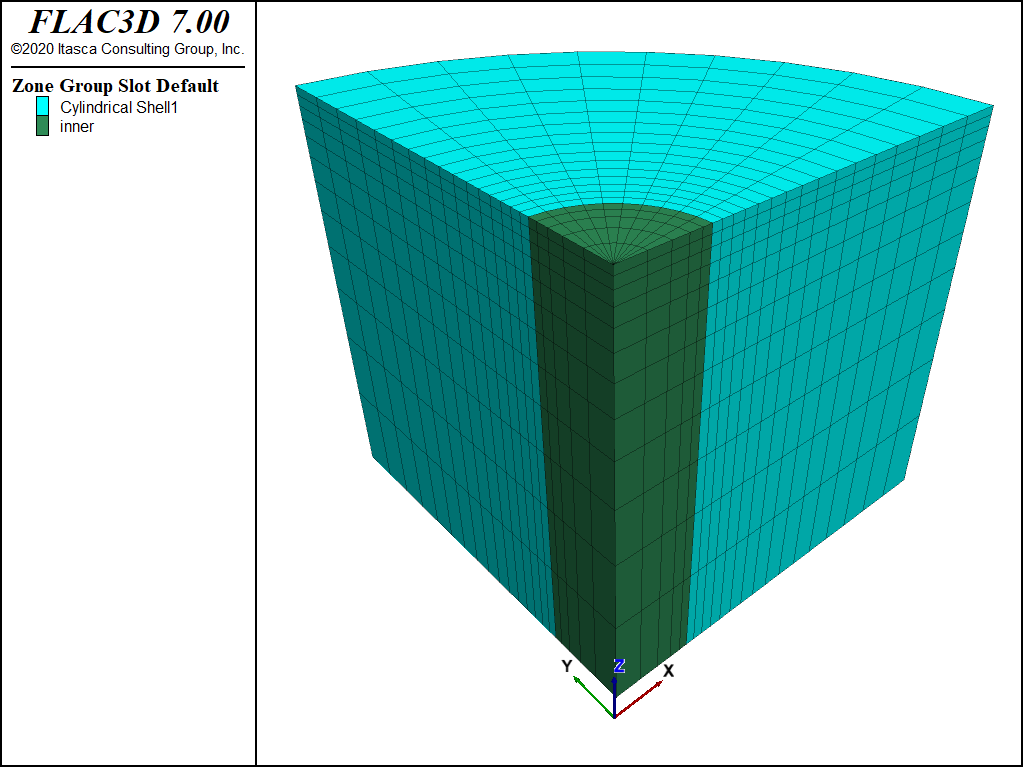 FLAC3D 7.00
©2020 Itasca Consulting Group, Inc.
Zone Group Slot Default
Cylindrical Shell1
inner
Y
Z
X